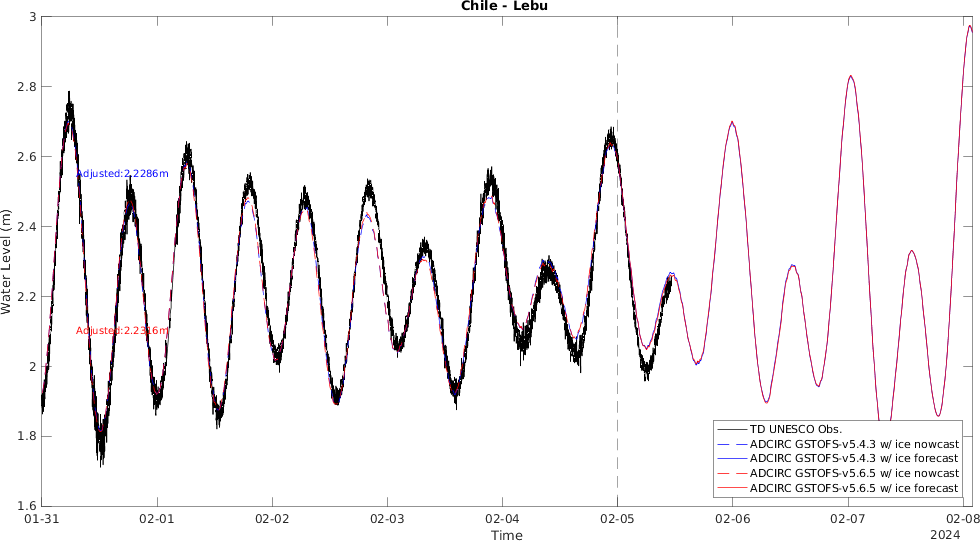 Chile - Lebu
3
2.8
2.6
2.4
2.2
2
1.8
1.6
Water Level (m)
Adjusted:2.2286m
Adjusted:2.2316m
01-31
02-01
02-02
02-03
02-04
02-05
02-06
02-07
02-08
2024
Time
TD UNESCO Obs.
ADCIRC GSTOFS-v5.4.3 w/ ice nowcast
ADCIRC GSTOFS-v5.4.3 w/ ice forecast
ADCIRC GSTOFS-v5.6.5 w/ ice nowcast
ADCIRC GSTOFS-v5.6.5 w/ ice forecast